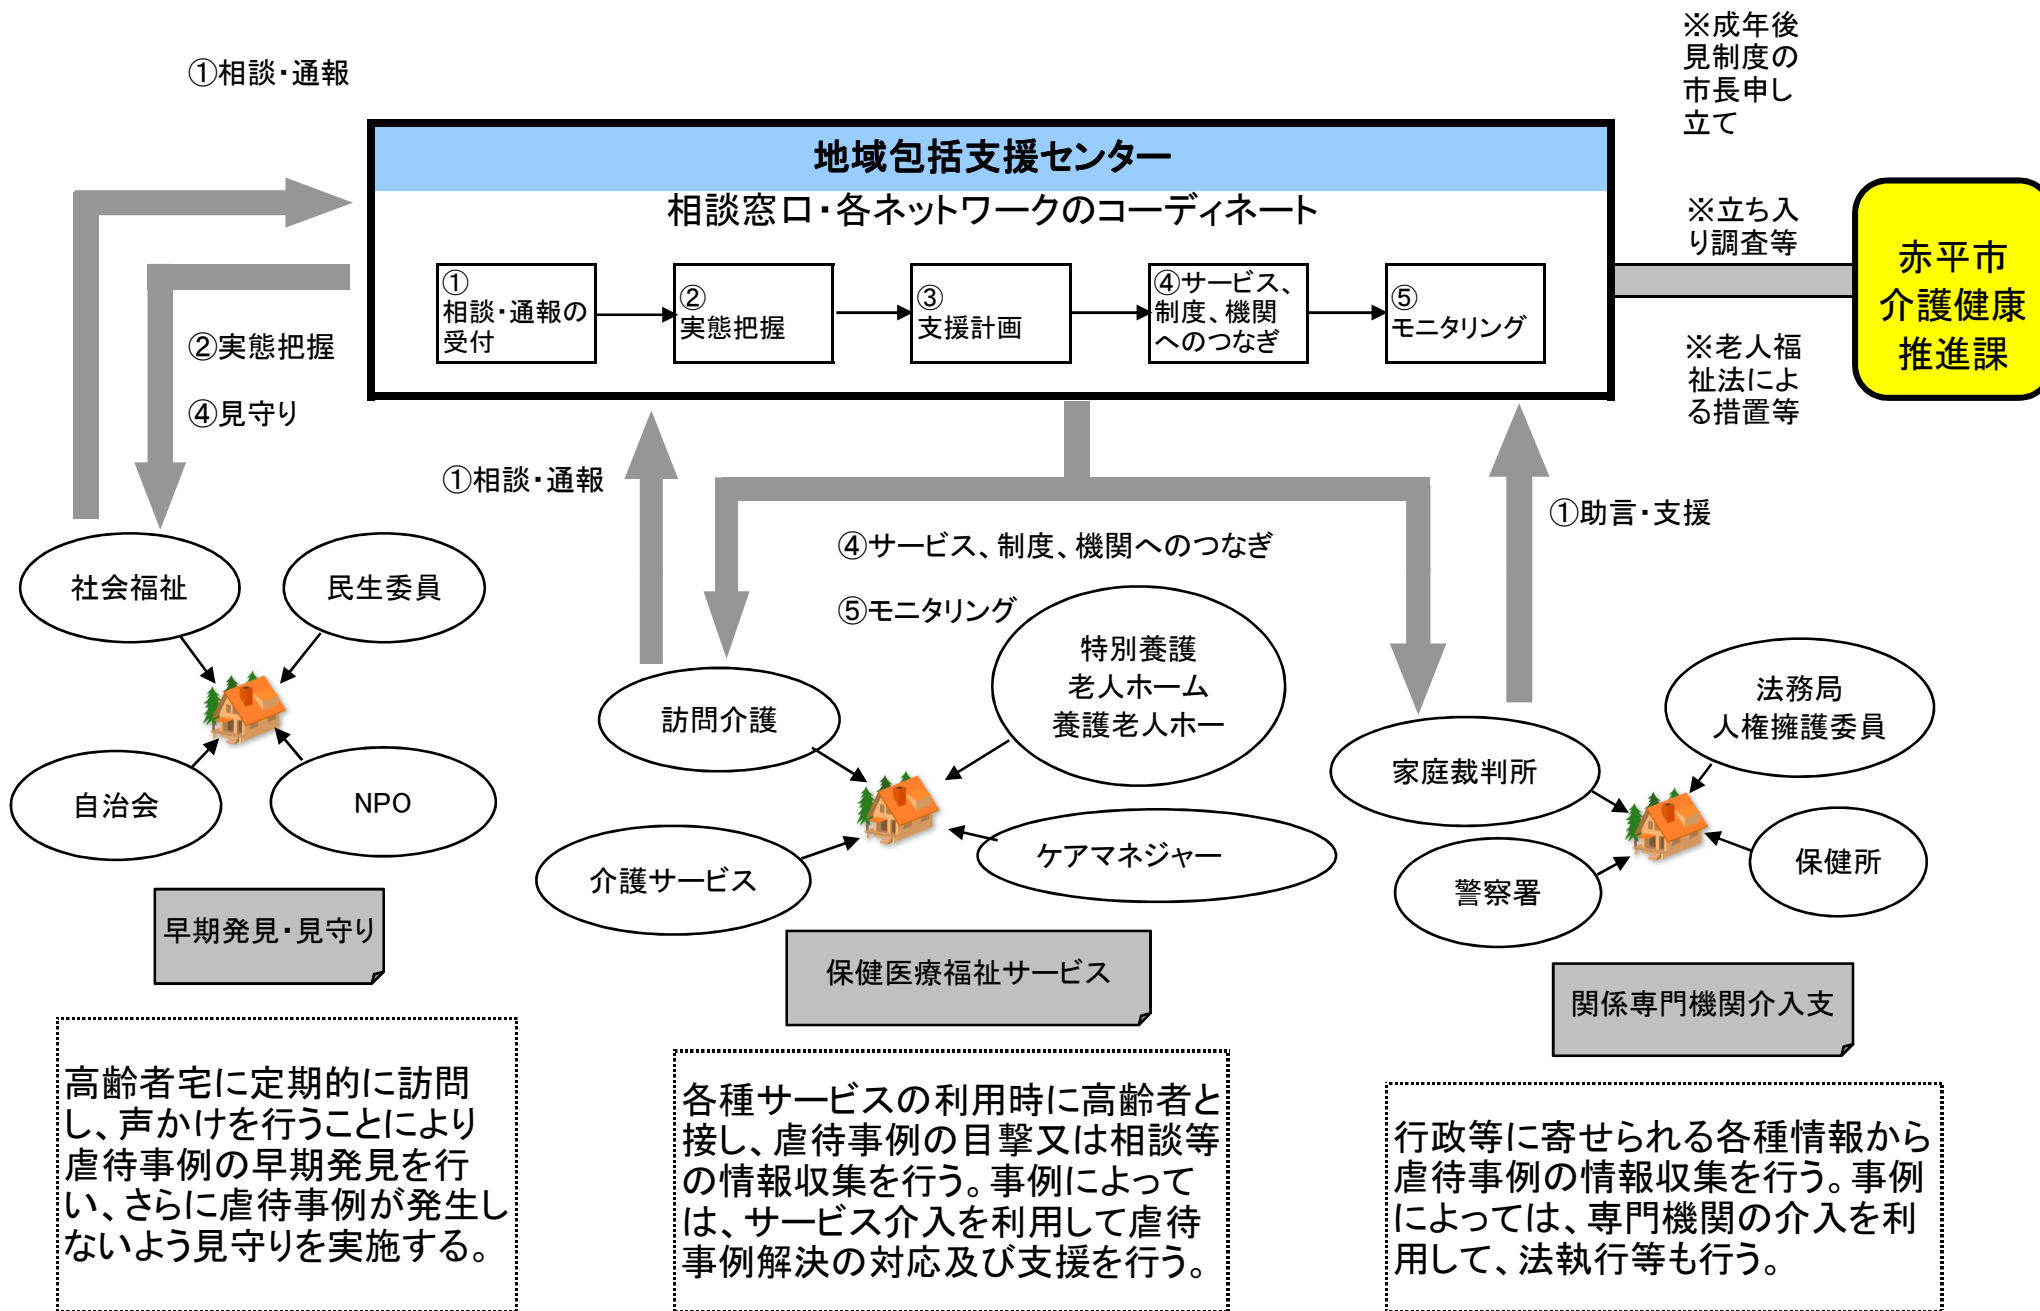 ①相談・通報
※成年後
見制度の
市長申し
立て
地域包括支援センター
相談窓口・各ネットワークのコーディネート
①
相談・通報の
受付
②
実態把握
③
支援計画
④サービス、
制度、機関
へのつなぎ
⑤
モニタリング
※立ち入
り調査等
※老人福
祉法によ
る措置等
赤平市
介護健康
推進課
②実態把握
④見守り
①相談・通報
④サービス、制度、機関へのつなぎ
⑤モニタリング
①助言・支援
社会福祉
民生委員
自治会
NPO
訪問介護
特別養護
老人ホーム
養護老人ホー
介護サービス
ケアマネジャー
家庭裁判所
法務局
人権擁護委員
警察署
保健所
早期発見・見守り
保健医療福祉サービス
関係専門機関介入支
高齢者宅に定期的に訪問
し、声かけを行うことにより
虐待事例の早期発見を行
い、さらに虐待事例が発生し
ないよう見守りを実施する。
各種サービスの利用時に高齢者と
接し、虐待事例の目撃又は相談等
の情報収集を行う。事例によって
は、サービス介入を利用して虐待
事例解決の対応及び支援を行う。
行政等に寄せられる各種情報から
虐待事例の情報収集を行う。事例
によっては、専門機関の介入を利
用して、法執行等も行う。